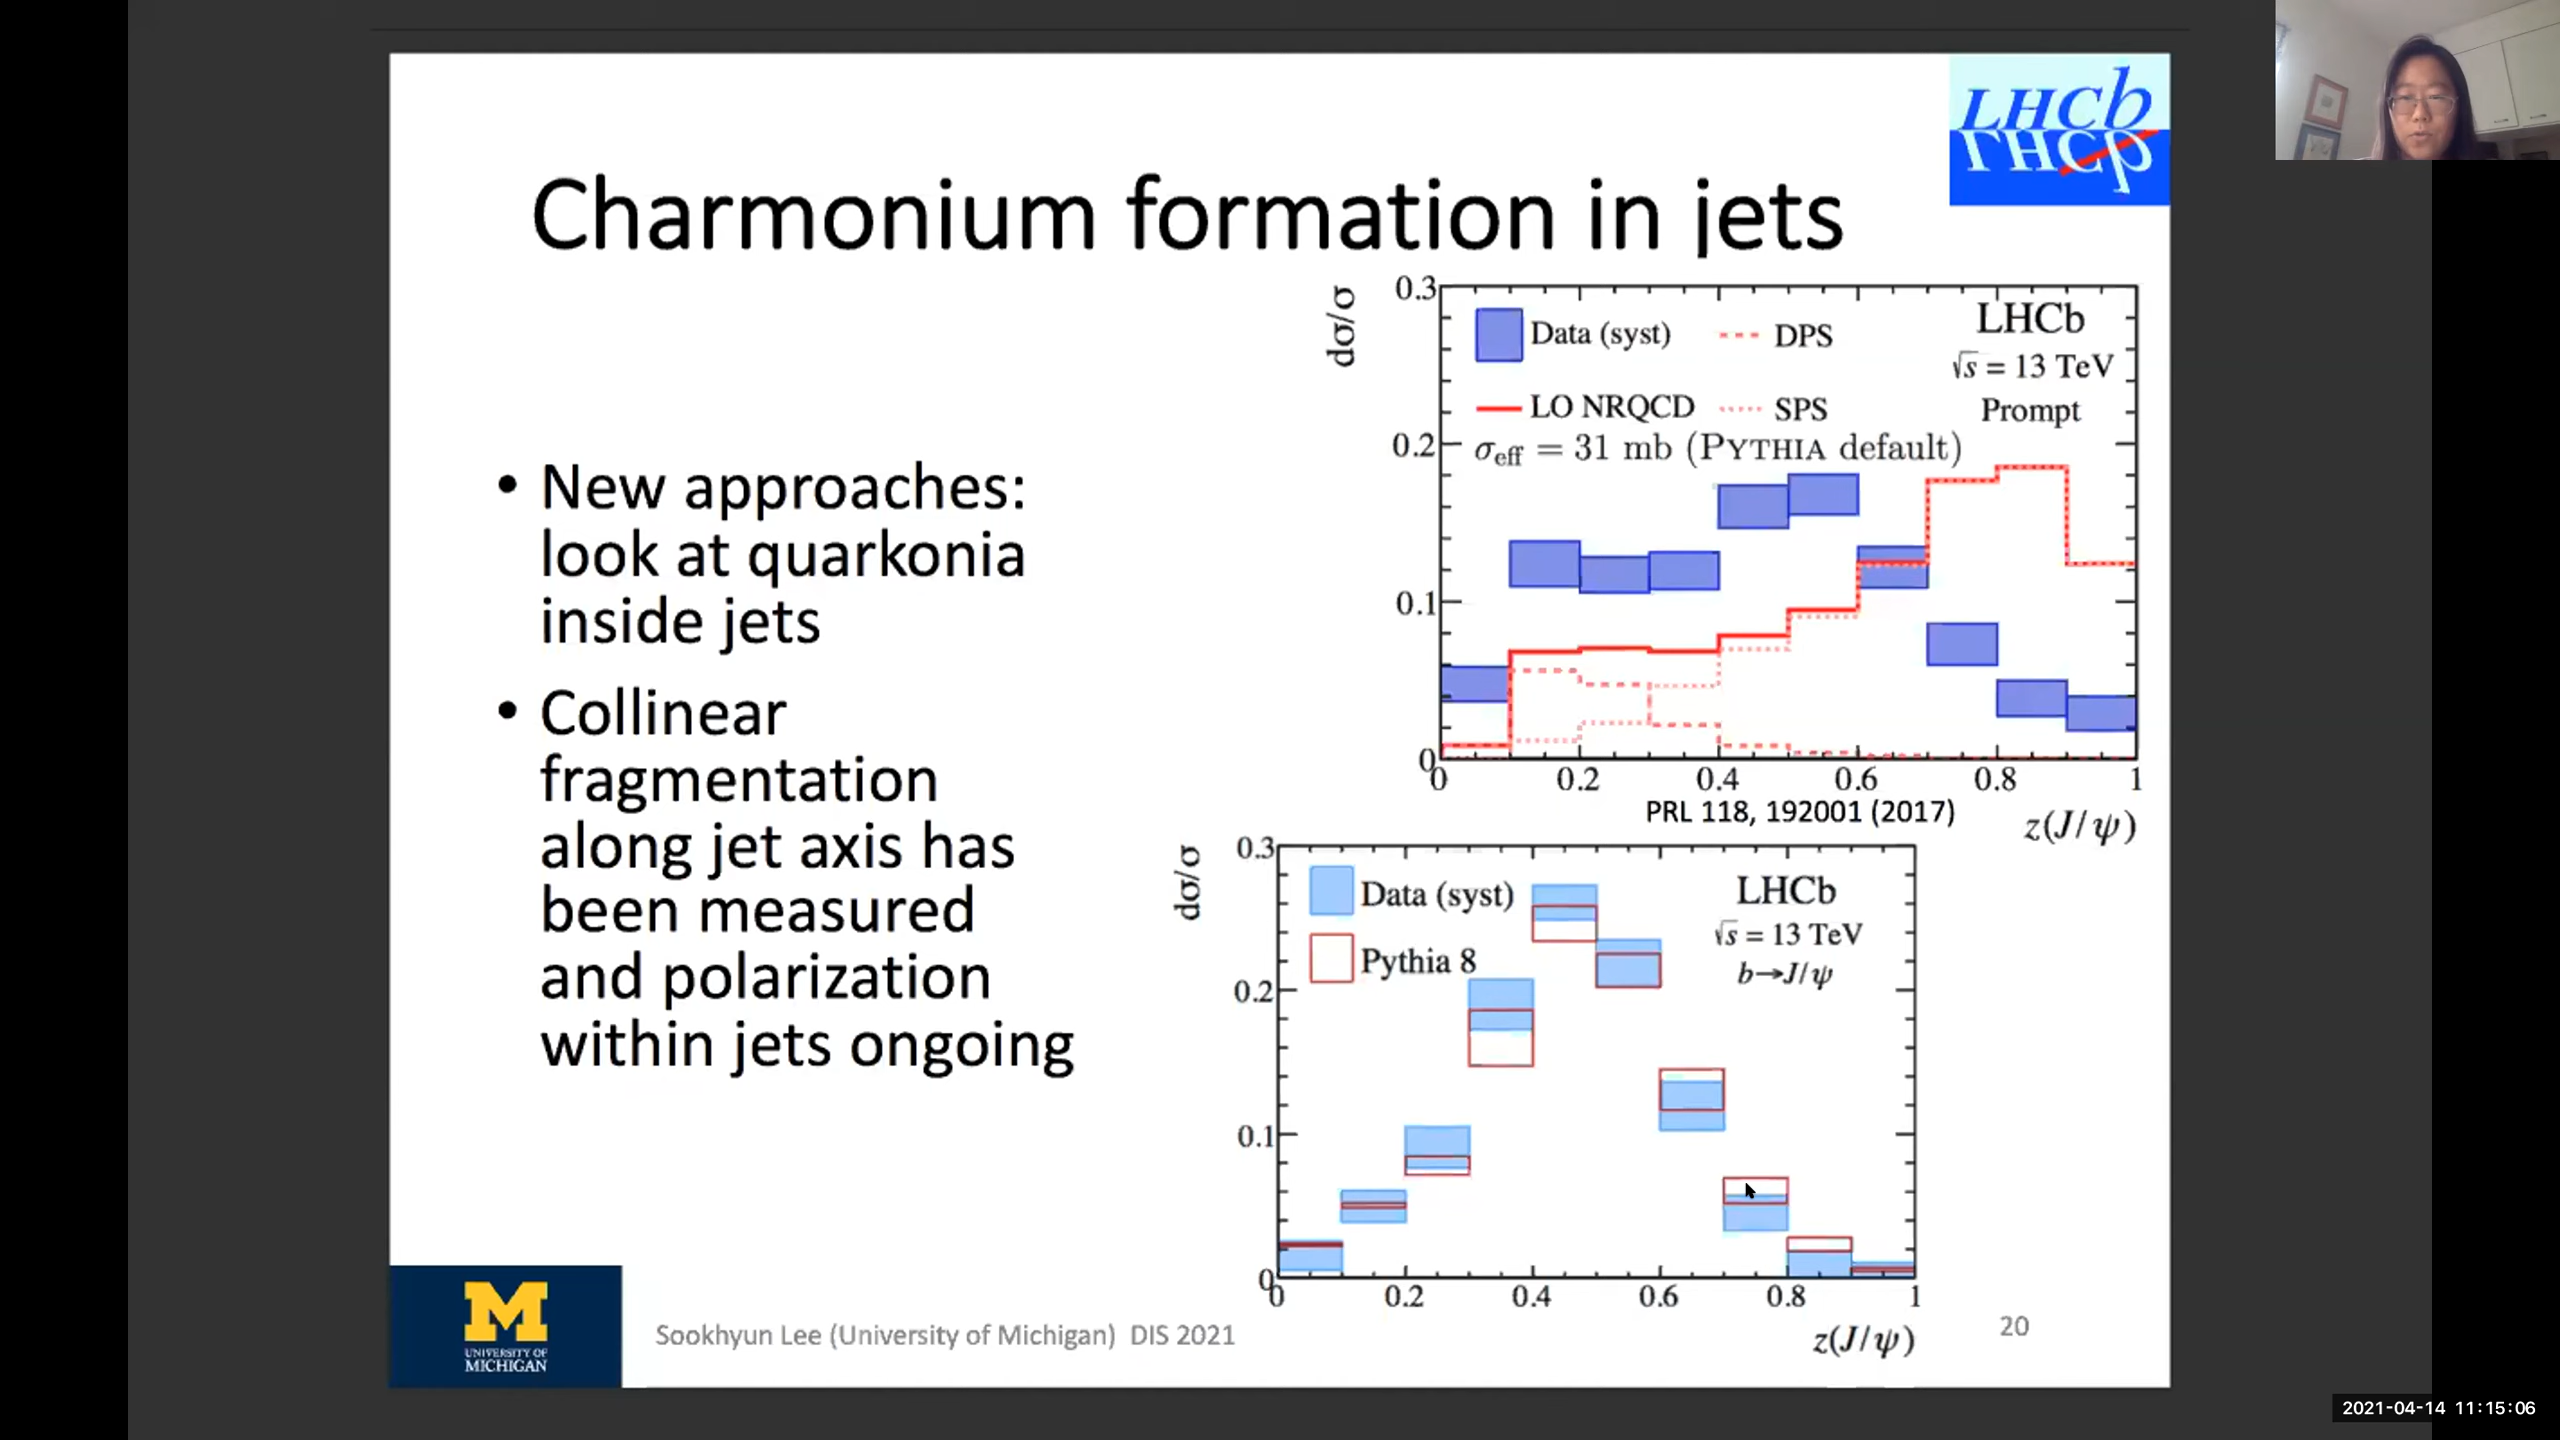 LHCb
LHCb
Charmonium formation in jets
• New approaches:
look at quarkonia
inside jets
• Collinear
fragmentation
along jet axis has
been measured
and polarization
within jets ongoing
dσ/σ
0.3
0.2
0.1
0
Data (syst)
DPS
LO NRQCD
SPS
σeff = 31 mb (PYTHIA default)
LHCb
√s = 13 TeV
Prompt
0 0.2 0.4 0.6 0.8 1
PRL 118, 192001 (2017)
z(J/ψ)
dσ/σ
0.3
0.2
0.1
0
Data (syst)
Pythia 8
LHCb
√s = 13 TeV
b→J/ψ
0 0.2 0.4 0.6 0.8 1
z(J/ψ)
M
UNIVERSITY OF
MICHIGAN
Sookhyun Lee (University of Michigan) DIS 2021
20
2021-04-14 11:15:06